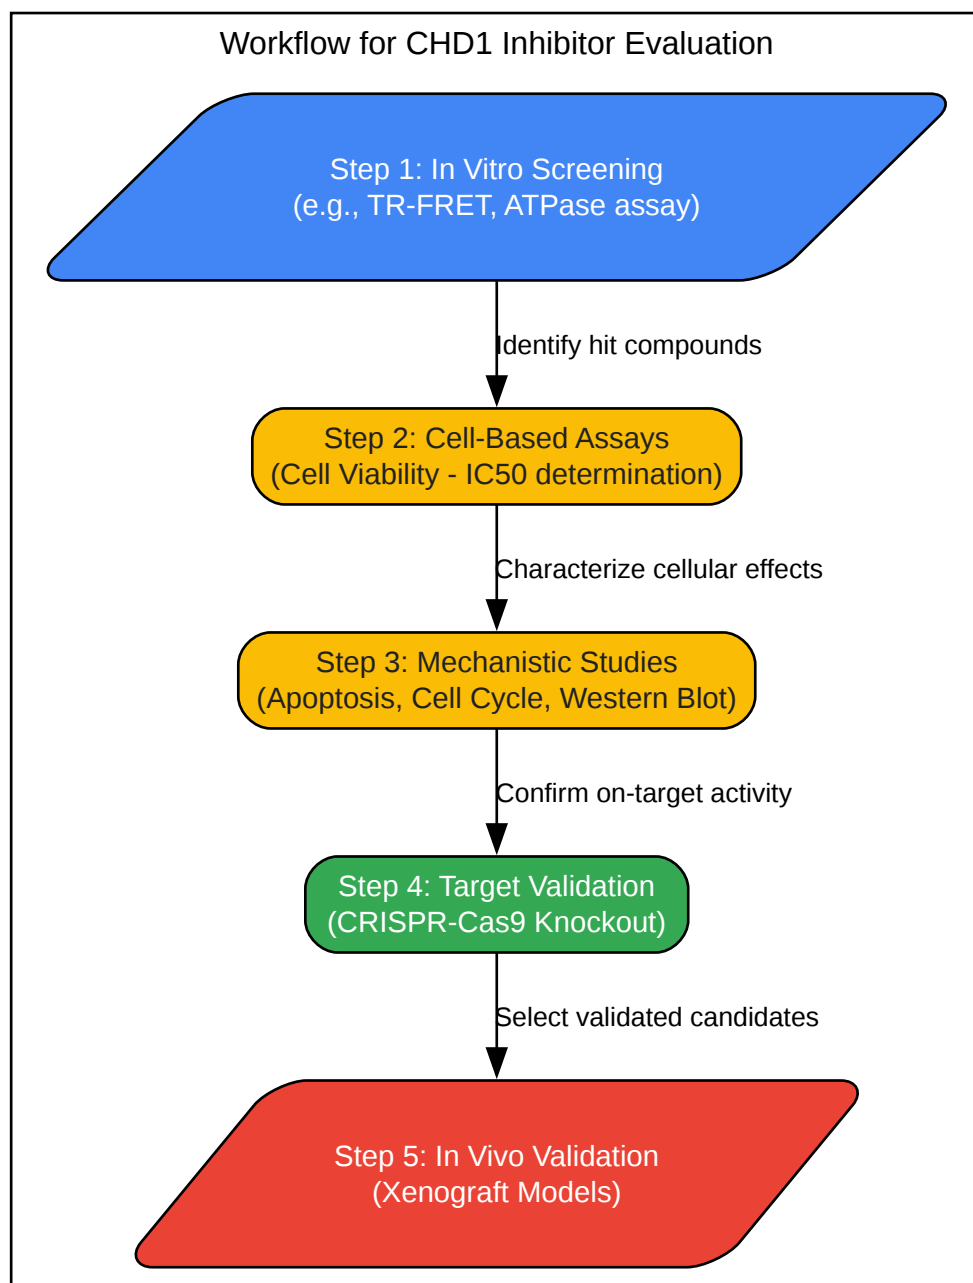 Workflow for CHD1 Inhibitor Evaluation
Step 1: In Vitro Screening
(e.g., TR-FRET, ATPase assay)
Identify hit compounds
Step 2: Cell-Based Assays
(Cell Viability - IC50 determination)
Characterize cellular effects
Step 3: Mechanistic Studies
(Apoptosis, Cell Cycle, Western Blot)
Confirm on-target activity
Step 4: Target Validation
(CRISPR-Cas9 Knockout)
Select validated candidates
Step 5: In Vivo Validation
(Xenograft Models)